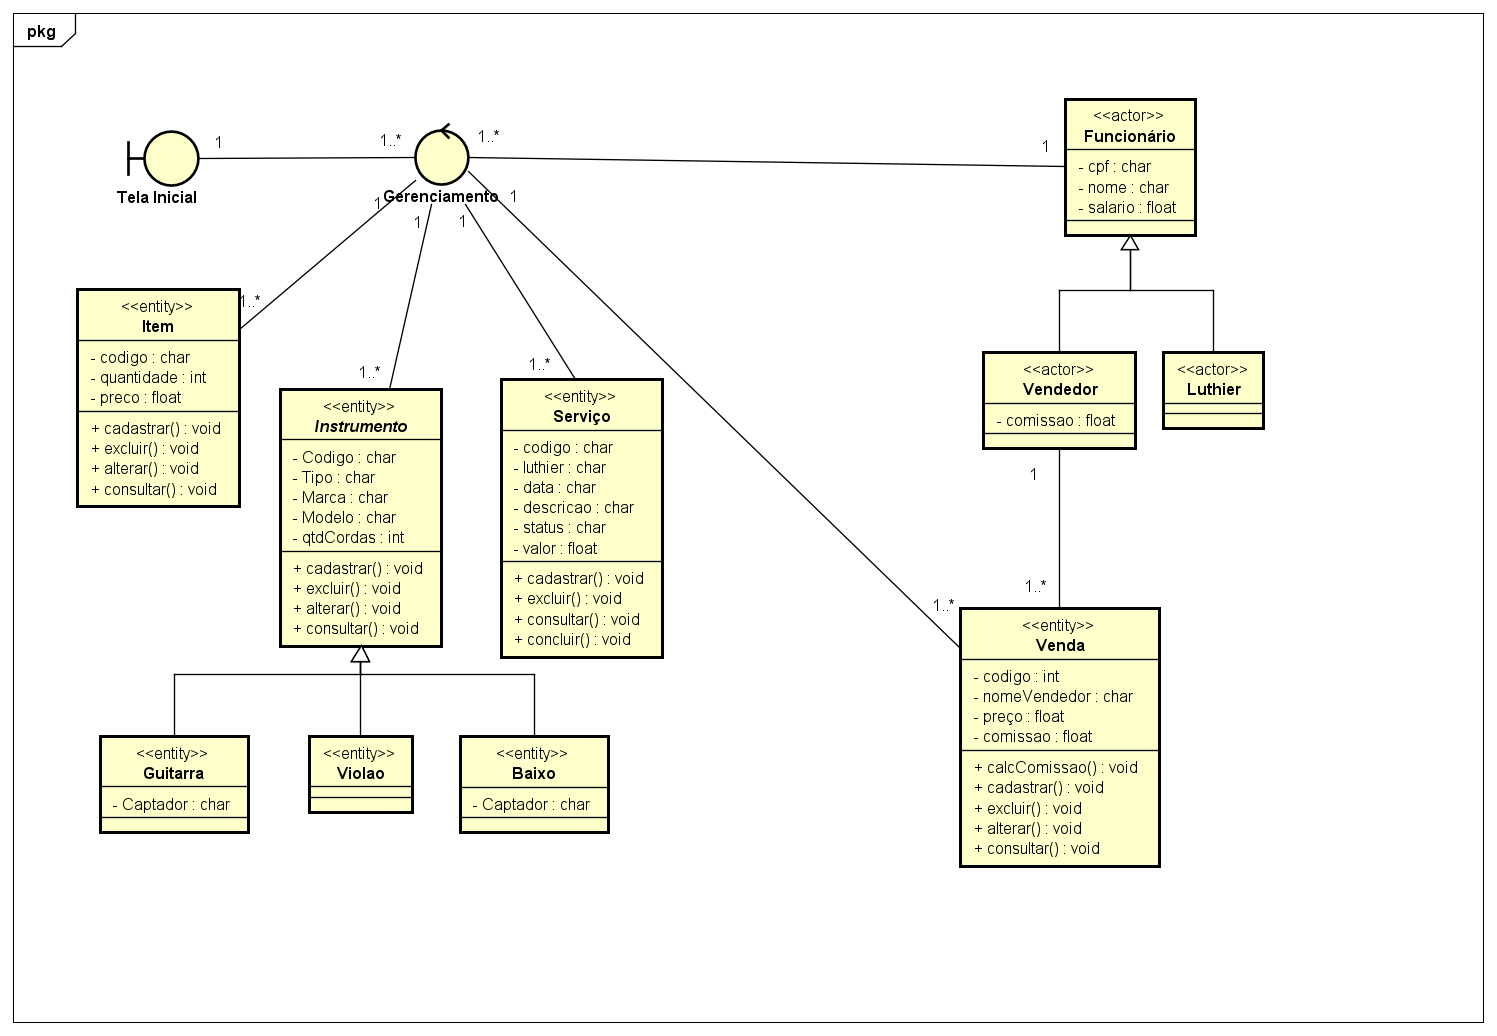 pkg
Tela Inicial
1
1..*
Gerenciamento
1..*
1
1
1
1
1
<<actor>>
Funcionário
- cpf : char
- nome : char
- salario : float
1..*
<<entity>>
Item
- codigo : char
- quantidade : int
- preco : float
+ cadastrar() : void
+ excluir() : void
+ alterar() : void
+ consultar() : void
1..*
<<entity>>
Instrumento
- Codigo : char
- Tipo : char
- Marca : char
- Modelo : char
- qtdCordas : int
+ cadastrar() : void
+ excluir() : void
+ alterar() : void
+ consultar() : void
1..*
<<entity>>
Serviço
- codigo : char
- luthier : char
- data : char
- descricao : char
- status : char
- valor : float
+ cadastrar() : void
+ excluir() : void
+ consultar() : void
+ concluir() : void
<<actor>>
Vendedor
- comissao : float
<<actor>>
Luthier
1
1..*
1..*
<<entity>>
Venda
- codigo : int
- nomeVendedor : char
- preço : float
- comissao : float
+ calcComissao() : void
+ cadastrar() : void
+ excluir() : void
+ alterar() : void
+ consultar() : void
<<entity>>
Guitarra
- Captador : char
<<entity>>
Violao
<<entity>>
Baixo
- Captador : char